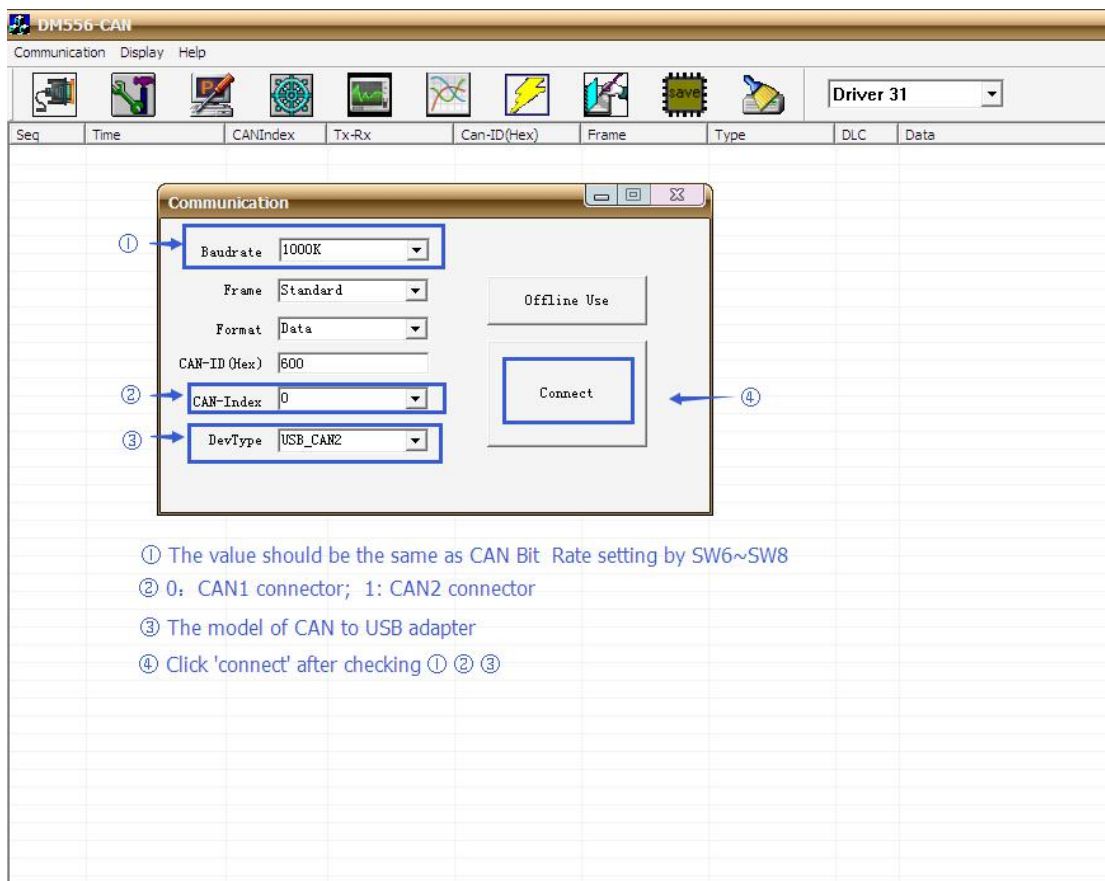 DM556-CAN
Communication Display Help
save
Driver 31
Seq Time CANIndex Tx-Rx Can-ID(Hex) Frame Type DLC Data
Communication
① Baudrate 1000K
Frame Standard
Offline Use
Format Data
CAN-ID(Hex) 600
② CAN-Index 0
Connect ④
③ DevType USB_CAN2
① The value should be the same as CAN Bit Rate setting by SW6~SW8
② 0: CAN1 connector; 1: CAN2 connector
③ The model of CAN to USB adapter
④ Click 'connect' after checking ① ② ③